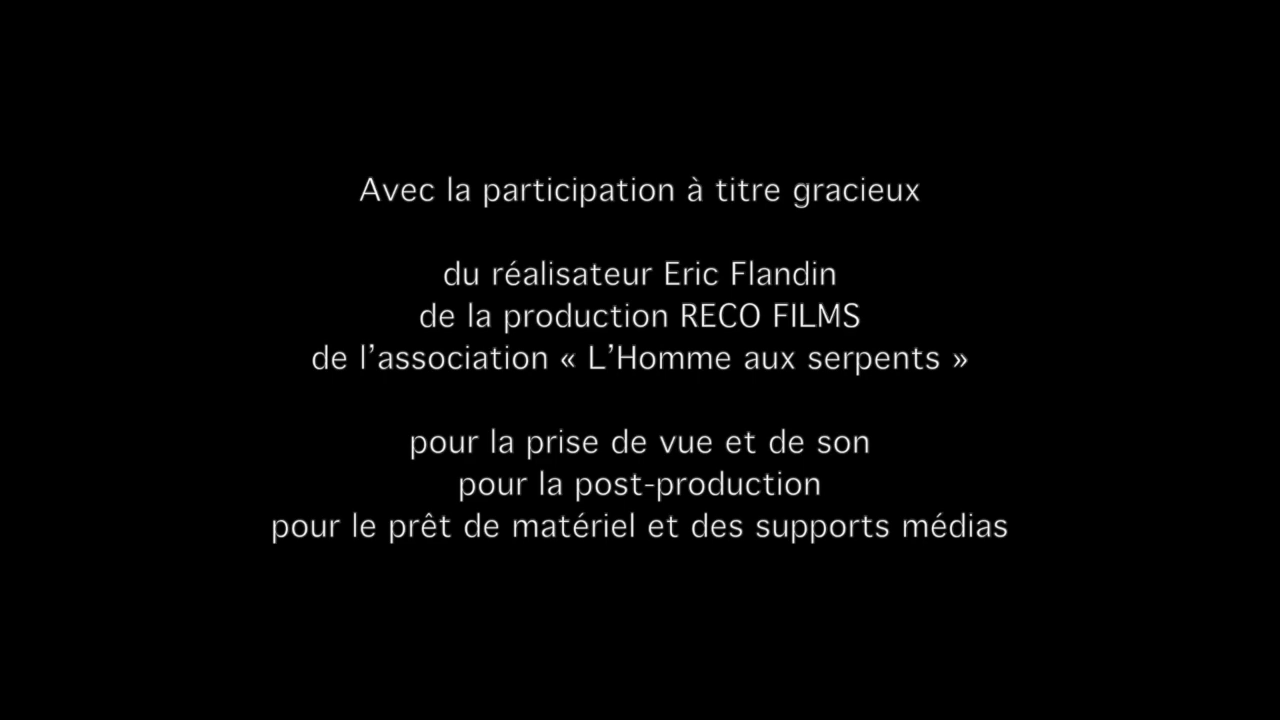 Avec la participation à titre gracieux
du réalisateur Eric Flandin
de la production RECO FILMS
de l’association « L’Homme aux serpents »
pour la prise de vue et de son
pour la post-production
pour le prêt de matériel et des supports médias